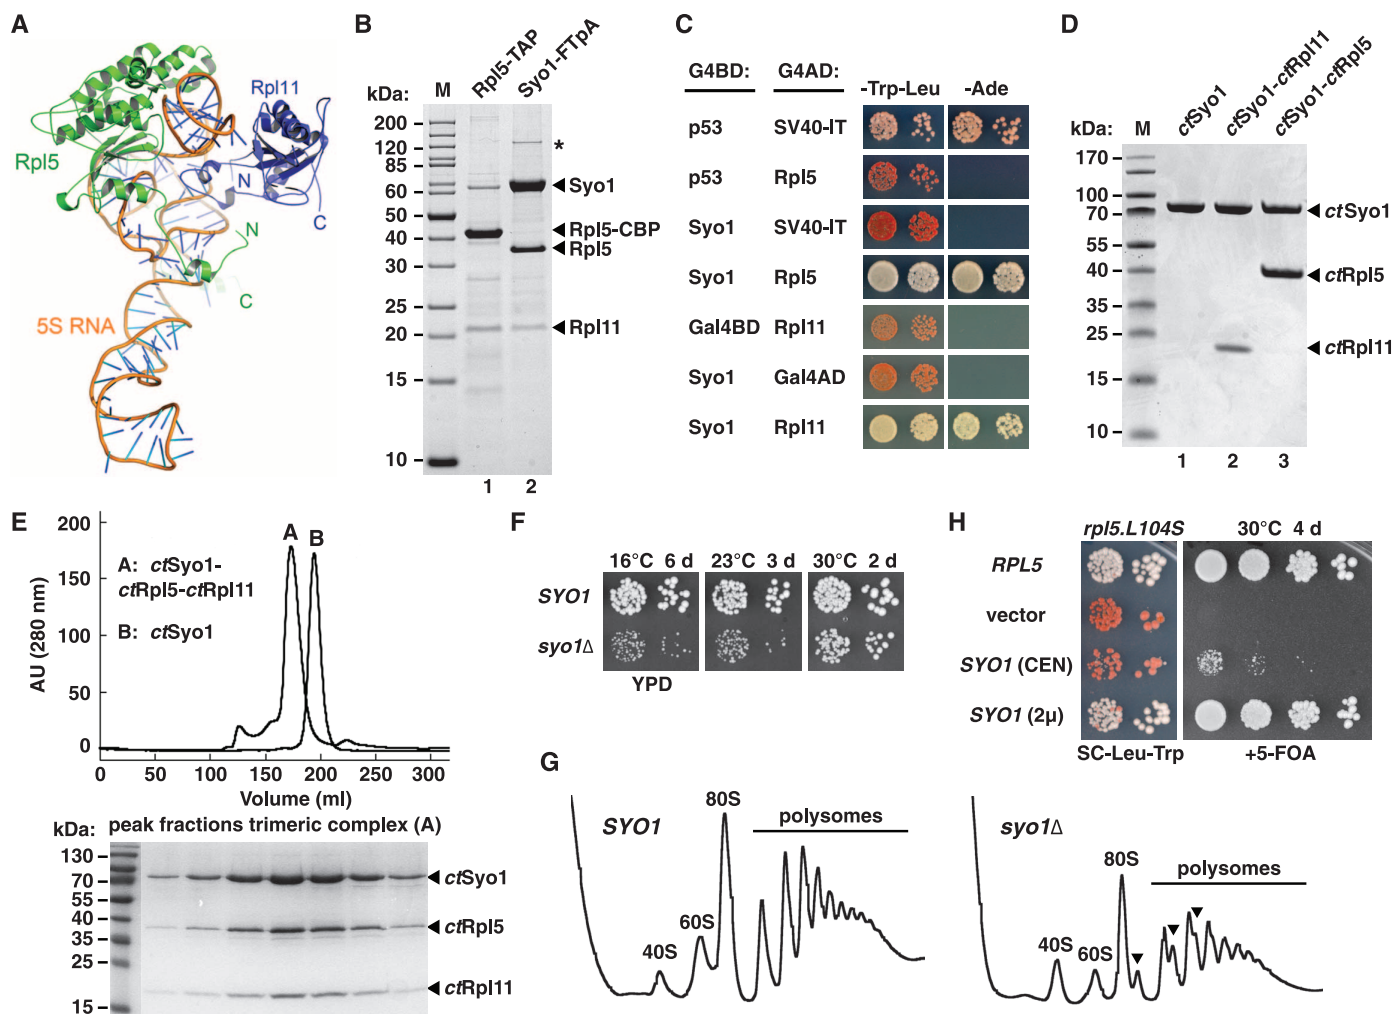 A
Rpl5
Rpl11
N
C
N
C
5S RNA
B
Rpl5-TAP
Syo1-FTpA
kDa:
M
200
120
85
60
50
40
30
25
20
15
10
*
Syo1
Rpl5-CBP
Rpl5
Rpl11
1 2
C
G4BD: G4AD:
-Trp-Leu -Ade
p53 SV40-lT
p53 Rpl5
Syo1 SV40-lT
Syo1 Rpl5
Gal4BD Rpl11
Syo1 Gal4AD
Syo1 Rpl11
D
ctSyo1
ctSyo1-ctRpl11
ctSyo1-ctRpl5
kDa:
M
170
100
70
55
40
35
25
15
10
ctSyo1
ctRpl5
ctRpl11
1 2 3
E
A B
A: ctSyo1-
ctRpl5-ctRpl11
B: ctSyo1
AU (280 nm)
200
150
100
50
0
0 50 100 150 200 250 300
Volume (ml)
kDa:
peak fractions trimeric complex (A)
130
70
55
40
35
25
15
ctSyo1
ctRpl5
ctRpl11
F
16°C 6 d 23°C 3 d 30°C 2 d
SYO1
syo1Δ
YPD
G
SYO1
40S
60S
80S
polysomes
syo1Δ
40S
60S
80S
polysomes
H
rpl5.L104S 30°C 4 d
RPL5
vector
SYO1 (CEN)
SYO1 (2µ)
SC-Leu-Trp +5-FOA